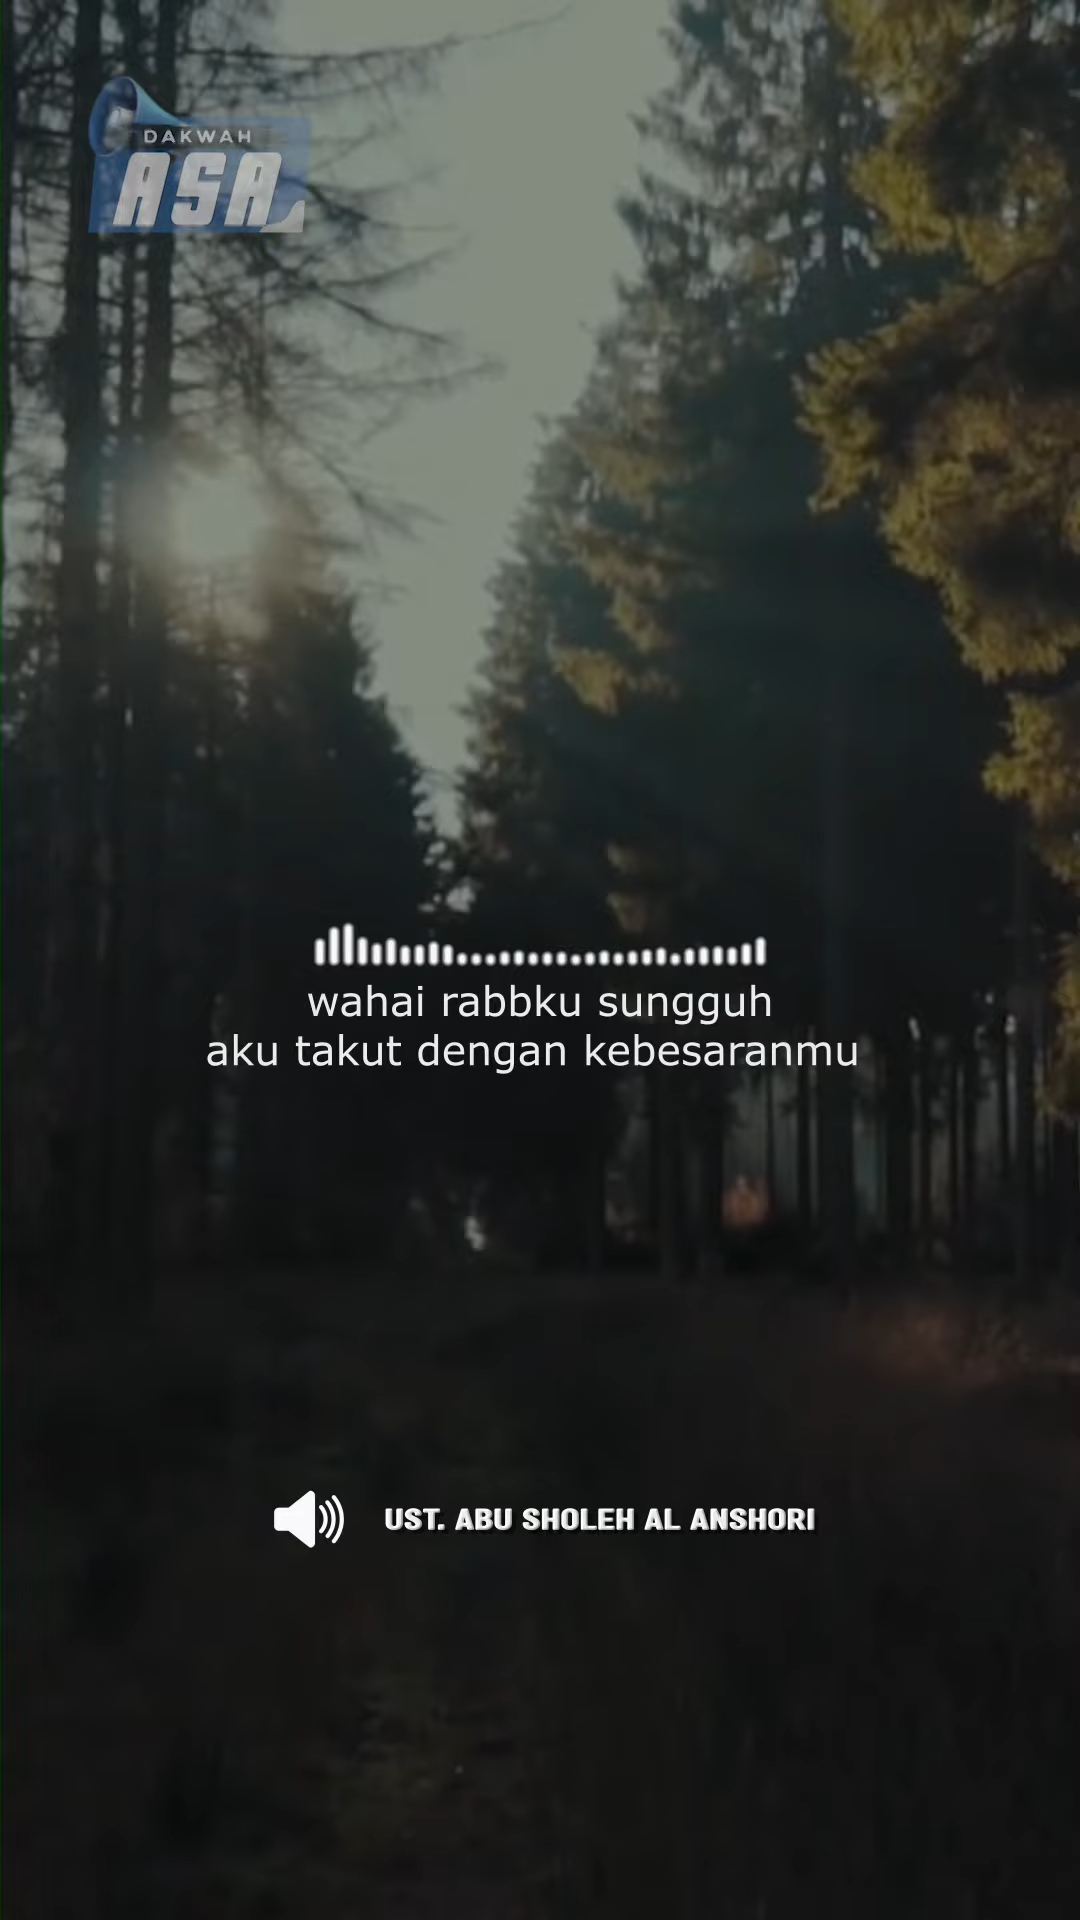 DAKWAH
ASA
wahai rabbku sungguh
aku takut dengan kebesaranmu
UST. ABU SHOLEH AL ANSHORI